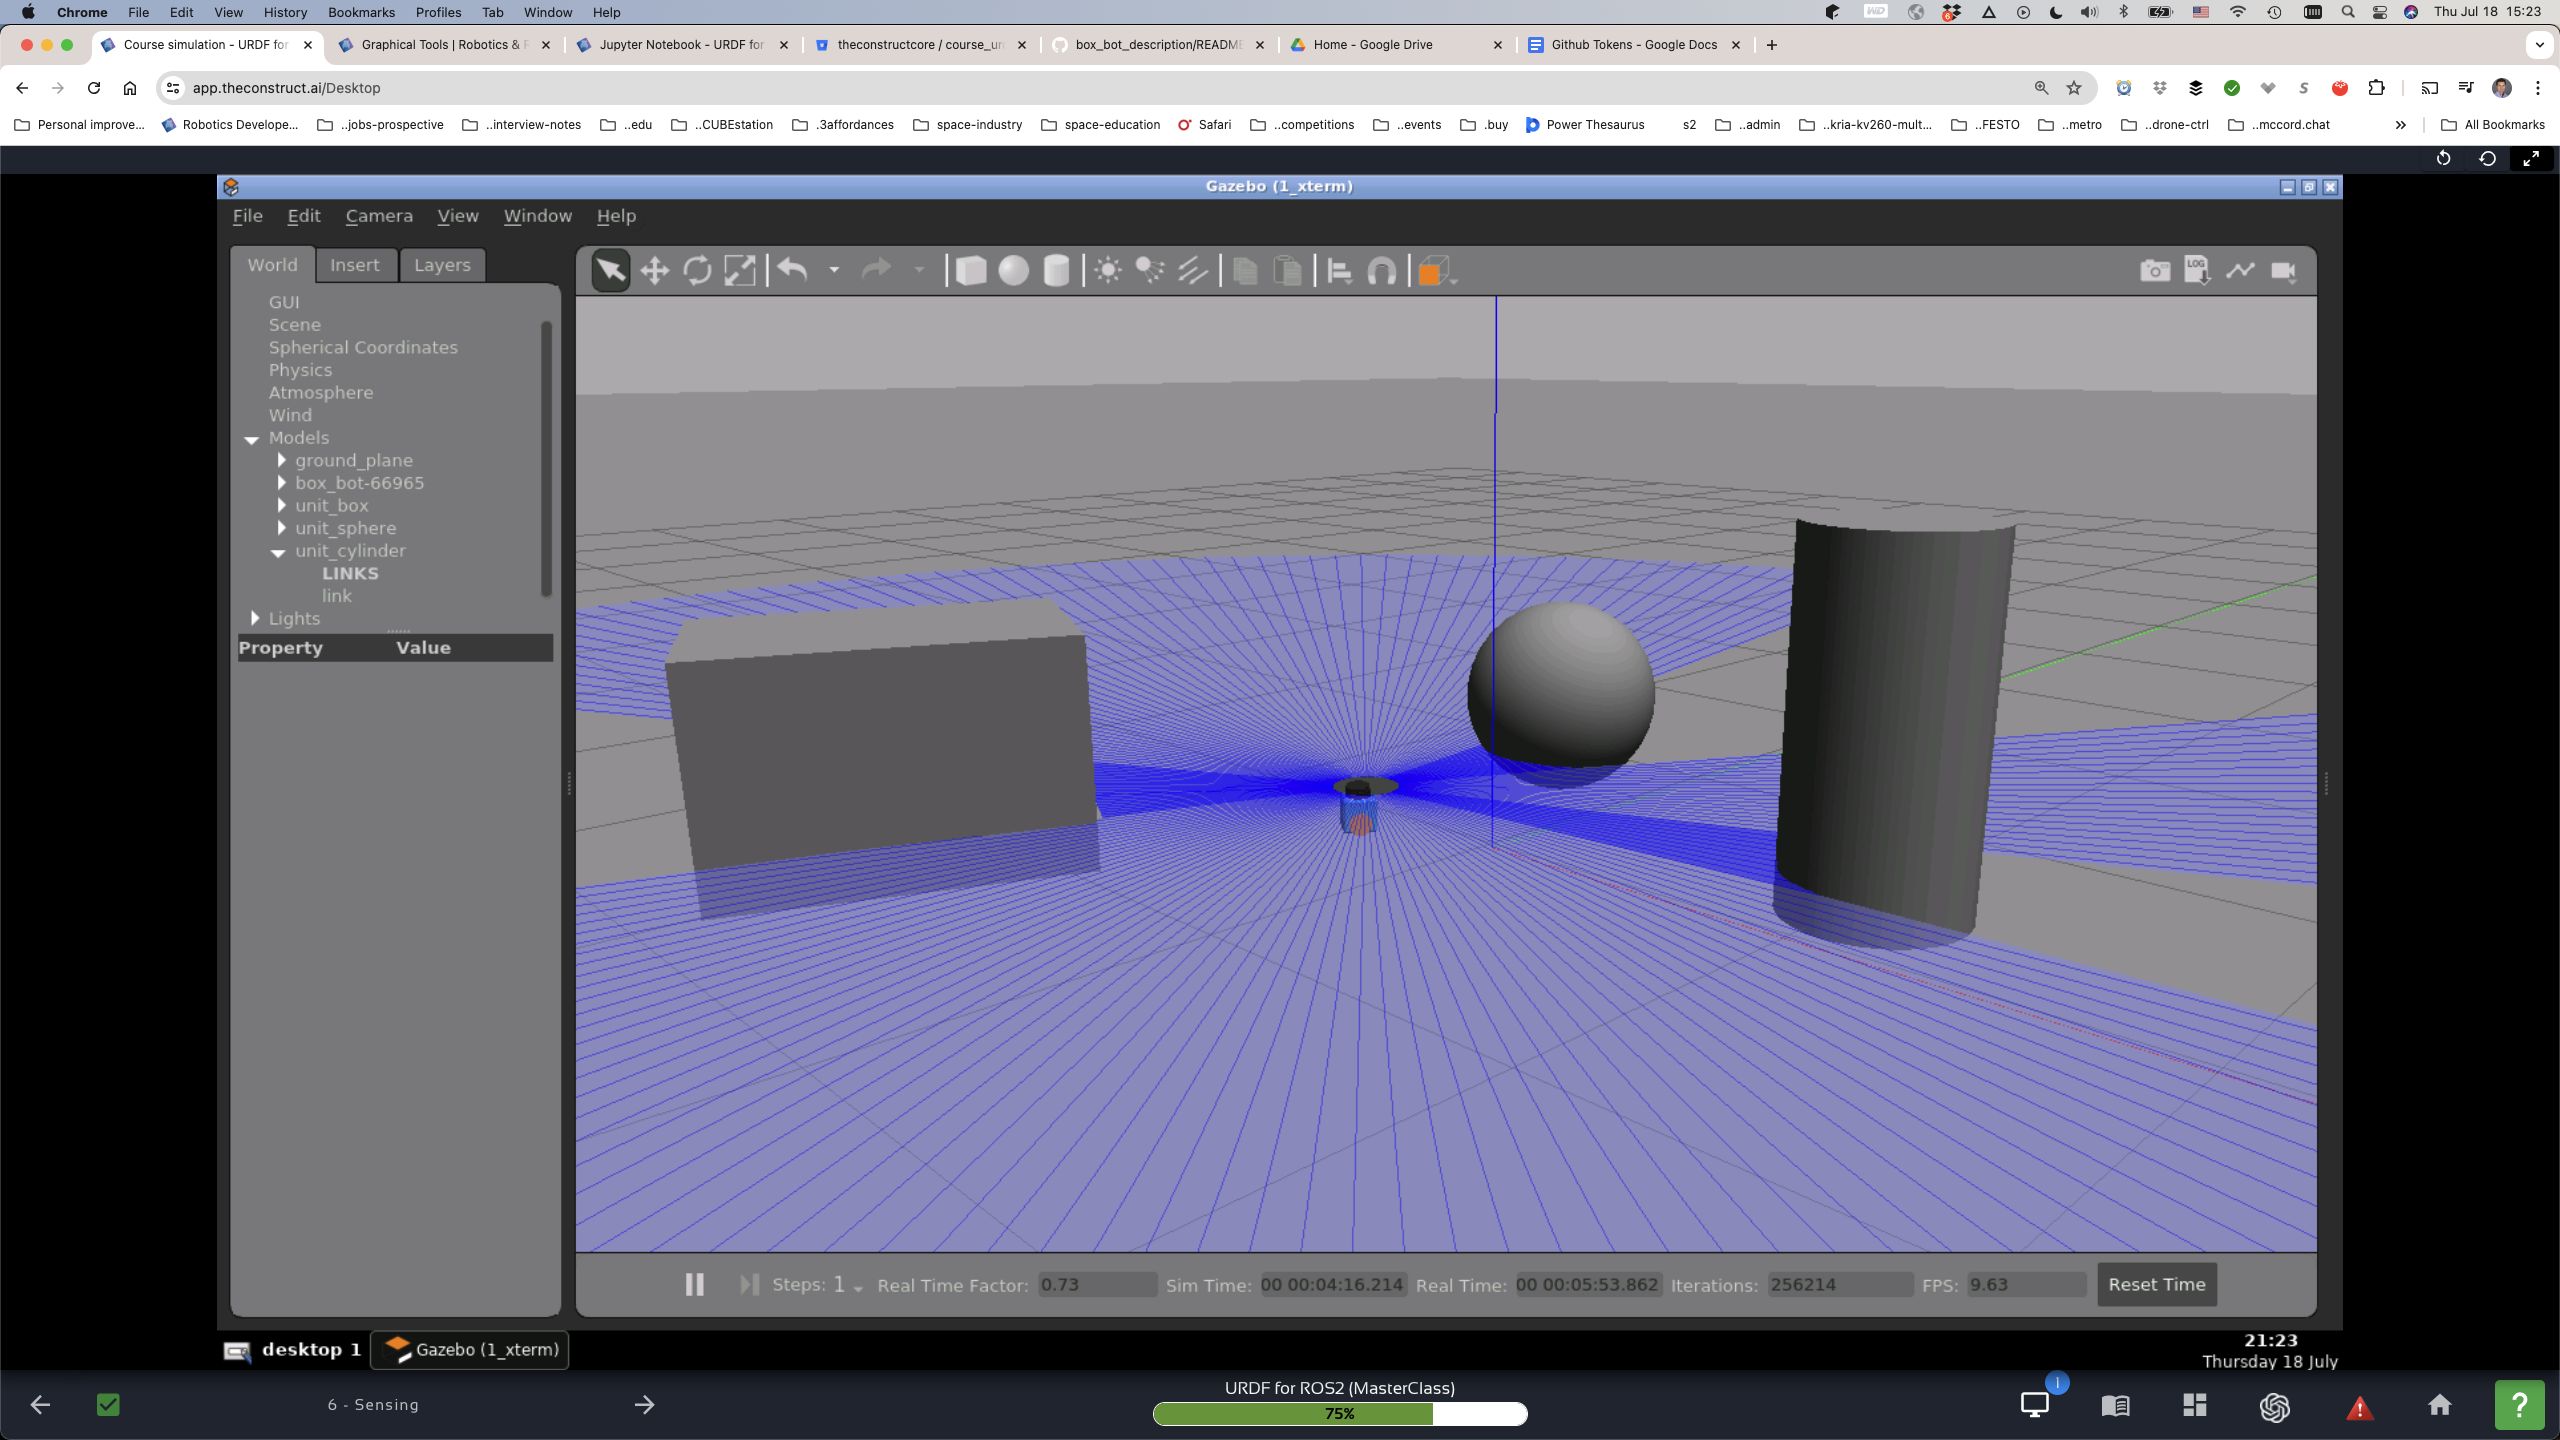 Chrome File Edit View History Bookmarks Profiles Tab Window Help Thu Jul 18 15:23
Course simulation - URDF for Graphical Tools | Robotics & Jupyter Notebook - URDF for theconstructcore / course_ur box_bot_description/README Home - Google Drive Github Tokens - Google Docs
app.theconstruct.ai/Desktop
Personal improve... Robotics Develope... ..jobs-prospective ..interview-notes ..edu ..CUBEstation .3affordances space-industry space-education Safari ..competitions ..events .buy Power Thesaurus s2 ..admin ..kria-kv260-mult... ..FESTO ..metro ..drone-ctrl ..mccord.chat » All Bookmarks
Gazebo (1_xterm)
File Edit Camera View Window Help
World Insert Layers
LOG
GUI
Scene
Spherical Coordinates
Physics
Atmosphere
Wind
Models
ground_plane
box_bot-66965
unit_box
unit_sphere
unit_cylinder
LINKS
link
Lights
Property Value
Steps: 1 Real Time Factor: 0.73 Sim Time: 00 00:04:16.214 Real Time: 00 00:05:53.862 Iterations: 256214 FPS: 9.63 Reset Time
desktop 1 Gazebo (1_xterm) 21:23
Thursday 18 July
6 - Sensing
URDF for ROS2 (MasterClass)
75%
?